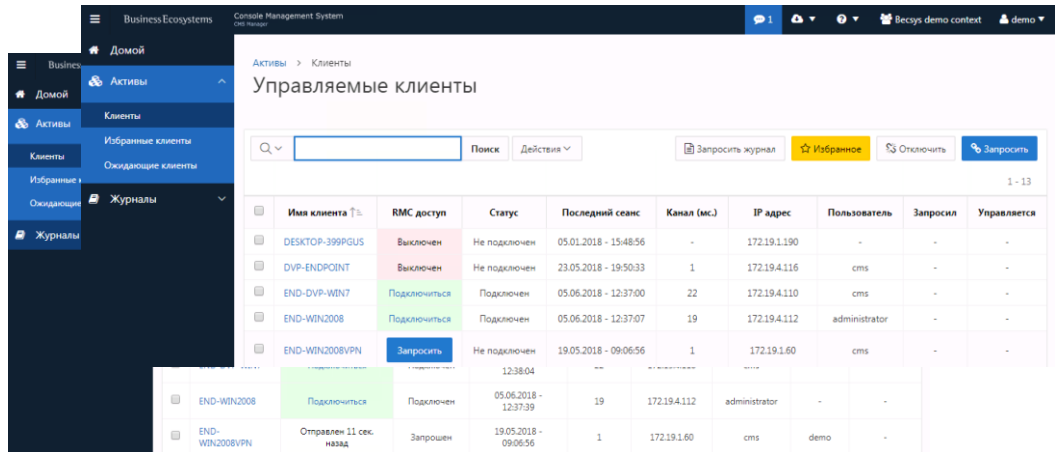 Business Ecosystems
Console Management System
CMS Manager
1
Becsys demo context
demo
Домой
Активы
Клиенты
Избранные клиенты
Ожидающие клиенты
Журналы
Активы > Клиенты
Управляемые клиенты
Поиск
Действия
Запросить журнал
Избранное
Отключить
Запросить
1 - 13
Имя клиента RMC доступ Статус Последний сеанс Канал (мс.) IP адрес Пользователь Запросил Управляется
DESKTOP-399PGUS Выключен Не подключен 05.01.2018 - 15:48:56 - 172.19.1.190 - - -
DVP-ENDPOINT Выключен Не подключен 23.05.2018 - 19:50:33 1 172.19.4.116 cms - -
END-DVP-WIN7 Подключиться Подключен 05.06.2018 - 12:37:00 22 172.19.4.110 cms - -
END-WIN2008 Подключиться Подключен 05.06.2018 - 12:37:07 19 172.19.4.112 administrator - -
END-WIN2008VPN Запросить Не подключен 19.05.2018 - 09:06:56 1 172.19.1.60 cms - -
Домой
Активы
Клиенты
Избранные
Ожидающие
Журналы
12:38:04
END-WIN2008 Подключиться Подключен 05.06.2018 - 12:37:39 19 172.19.4.112 administrator - -
END-WIN2008VPN Отправлен 11 сек. назад Запрошен 19.05.2018 - 09:06:56 1 172.19.1.60 cms demo -